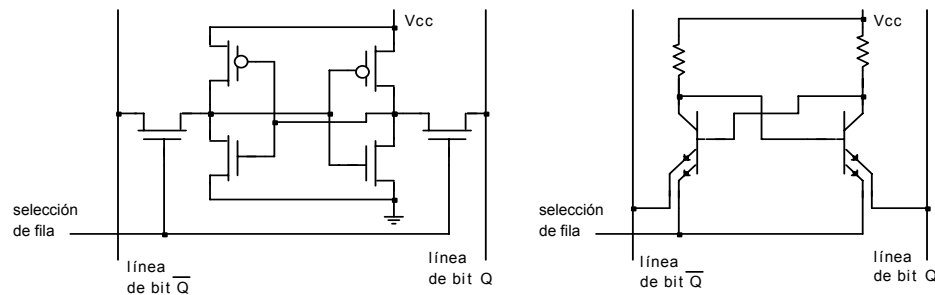 Vcc
selección
de fila
línea
de bit Q̅
línea
de bit Q
Vcc
selección
de fila
línea
de bit Q̅
línea
de bit Q